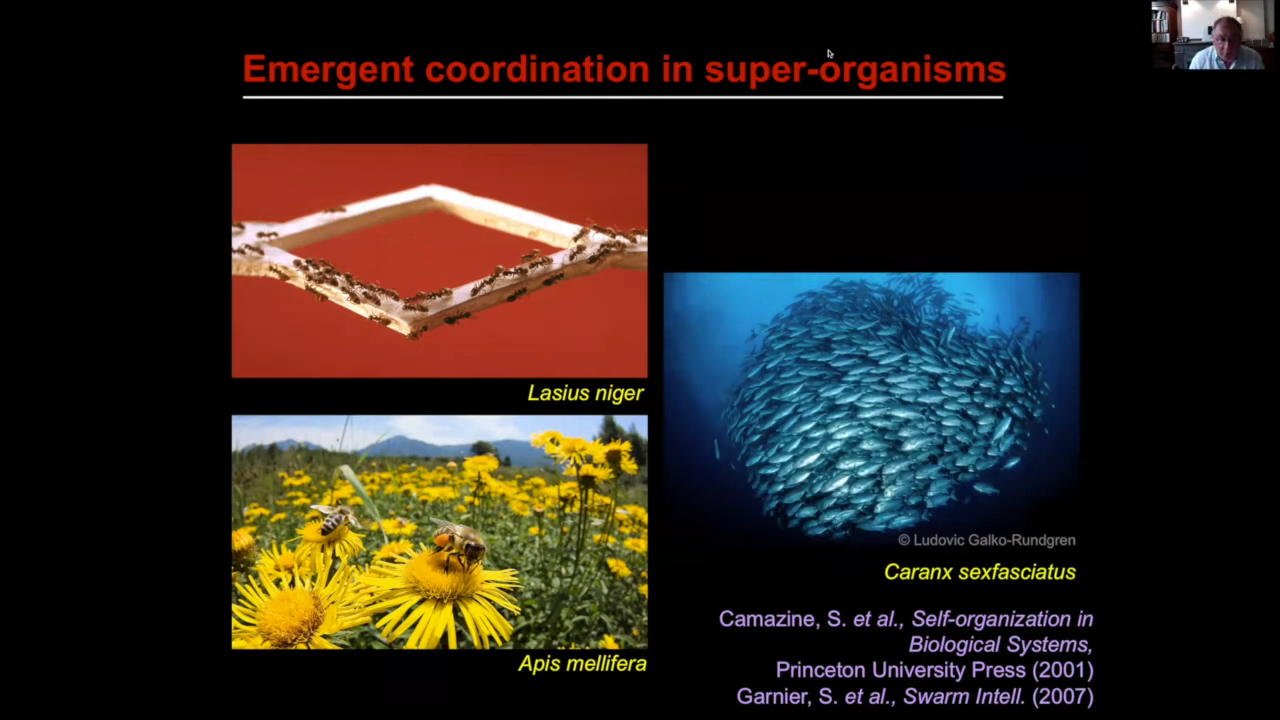 Emergent coordination in super-organisms
Lasius niger
© Ludovic Galko-Rundgren
Caranx sexfasciatus
Apis mellifera
Camazine, S. et al., Self-organization in
Biological Systems,
Princeton University Press (2001)
Garnier, S. et al., Swarm Intell. (2007)